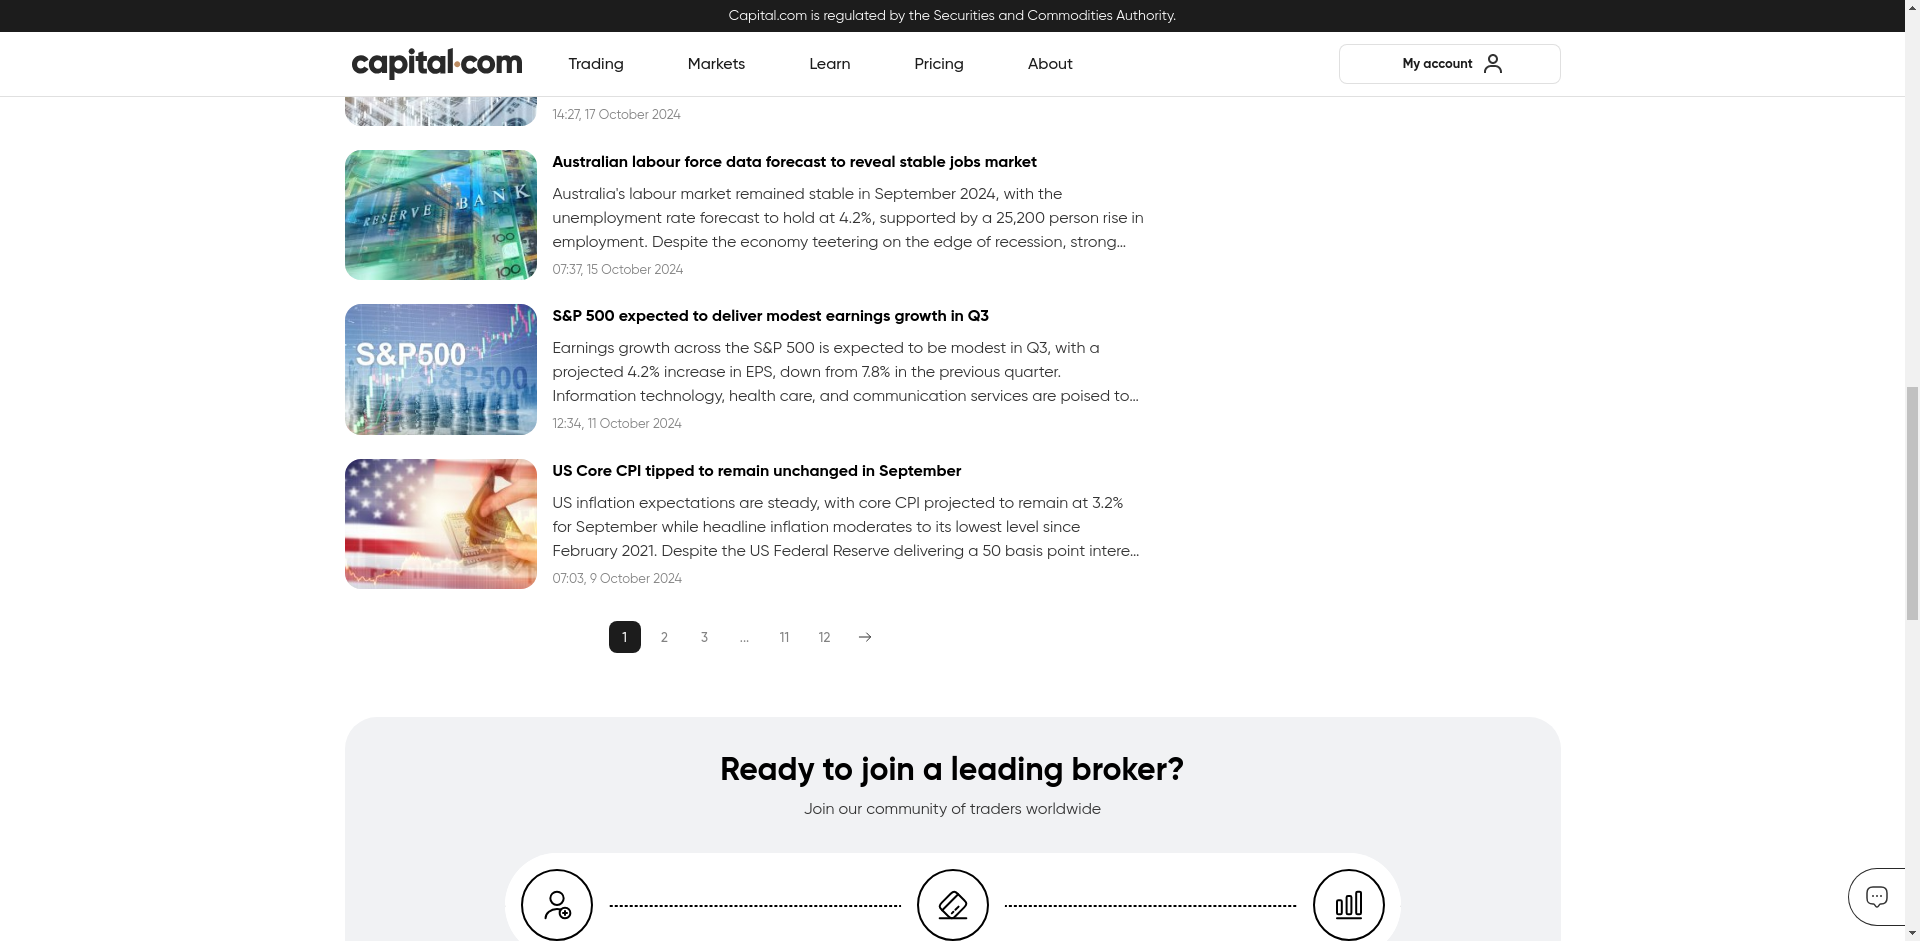 Capital.com is regulated by the Securities and Commodities Authority.
capital.com
Trading
Markets
Learn
Pricing
About
My account
14:27, 17 October 2024
RESERVE BANK
100
100
Australian labour force data forecast to reveal stable jobs market
Australia's labour market remained stable in September 2024, with the
unemployment rate forecast to hold at 4.2%, supported by a 25,200 person rise in
employment. Despite the economy teetering on the edge of recession, strong...
07:37, 15 October 2024
S&P500
S&P500
S&P 500 expected to deliver modest earnings growth in Q3
Earnings growth across the S&P 500 is expected to be modest in Q3, with a
projected 4.2% increase in EPS, down from 7.8% in the previous quarter.
Information technology, health care, and communication services are poised to...
12:34, 11 October 2024
US Core CPI tipped to remain unchanged in September
US inflation expectations are steady, with core CPI projected to remain at 3.2%
for September while headline inflation moderates to its lowest level since
February 2021. Despite the US Federal Reserve delivering a 50 basis point intere...
07:03, 9 October 2024
1 2 3 ... 11 12
Ready to join a leading broker?
Join our community of traders worldwide